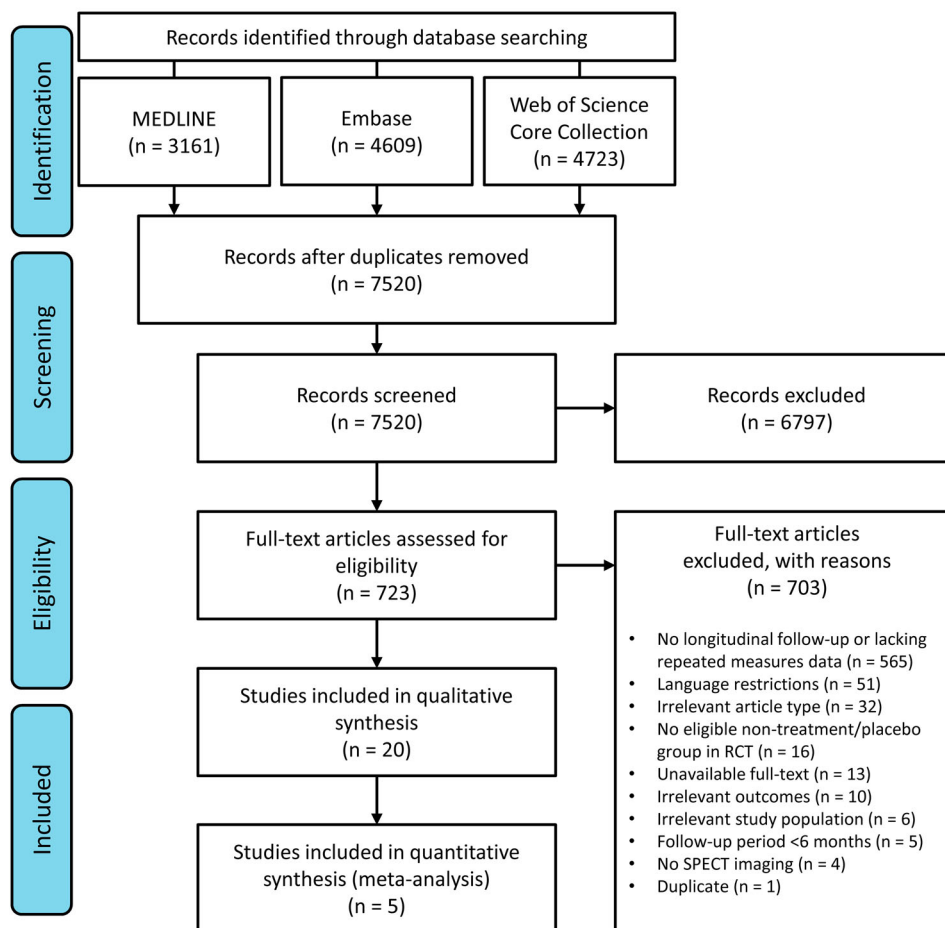 Identification
Records identified through database searching
MEDLINE
(n = 3161)
Embase
(n = 4609)
Web of Science
Core Collection
(n = 4723)
Records after duplicates removed
(n = 7520)
Screening
Records screened
(n = 7520)
Records excluded
(n = 6797)
Eligibility
Full-text articles assessed for
eligibility
(n = 723)
Full-text articles
excluded, with reasons
(n = 703)
• No longitudinal follow-up or lacking
repeated measures data (n = 565)
• Language restrictions (n = 51)
• Irrelevant article type (n = 32)
• No eligible non-treatment/placebo
group in RCT (n = 16)
• Unavailable full-text (n = 13)
• Irrelevant outcomes (n = 10)
• Irrelevant study population (n = 6)
• Follow-up period <6 months (n = 5)
• No SPECT imaging (n = 4)
• Duplicate (n = 1)
Included
Studies included in qualitative
synthesis
(n = 20)
Studies included in quantitative
synthesis (meta-analysis)
(n = 5)